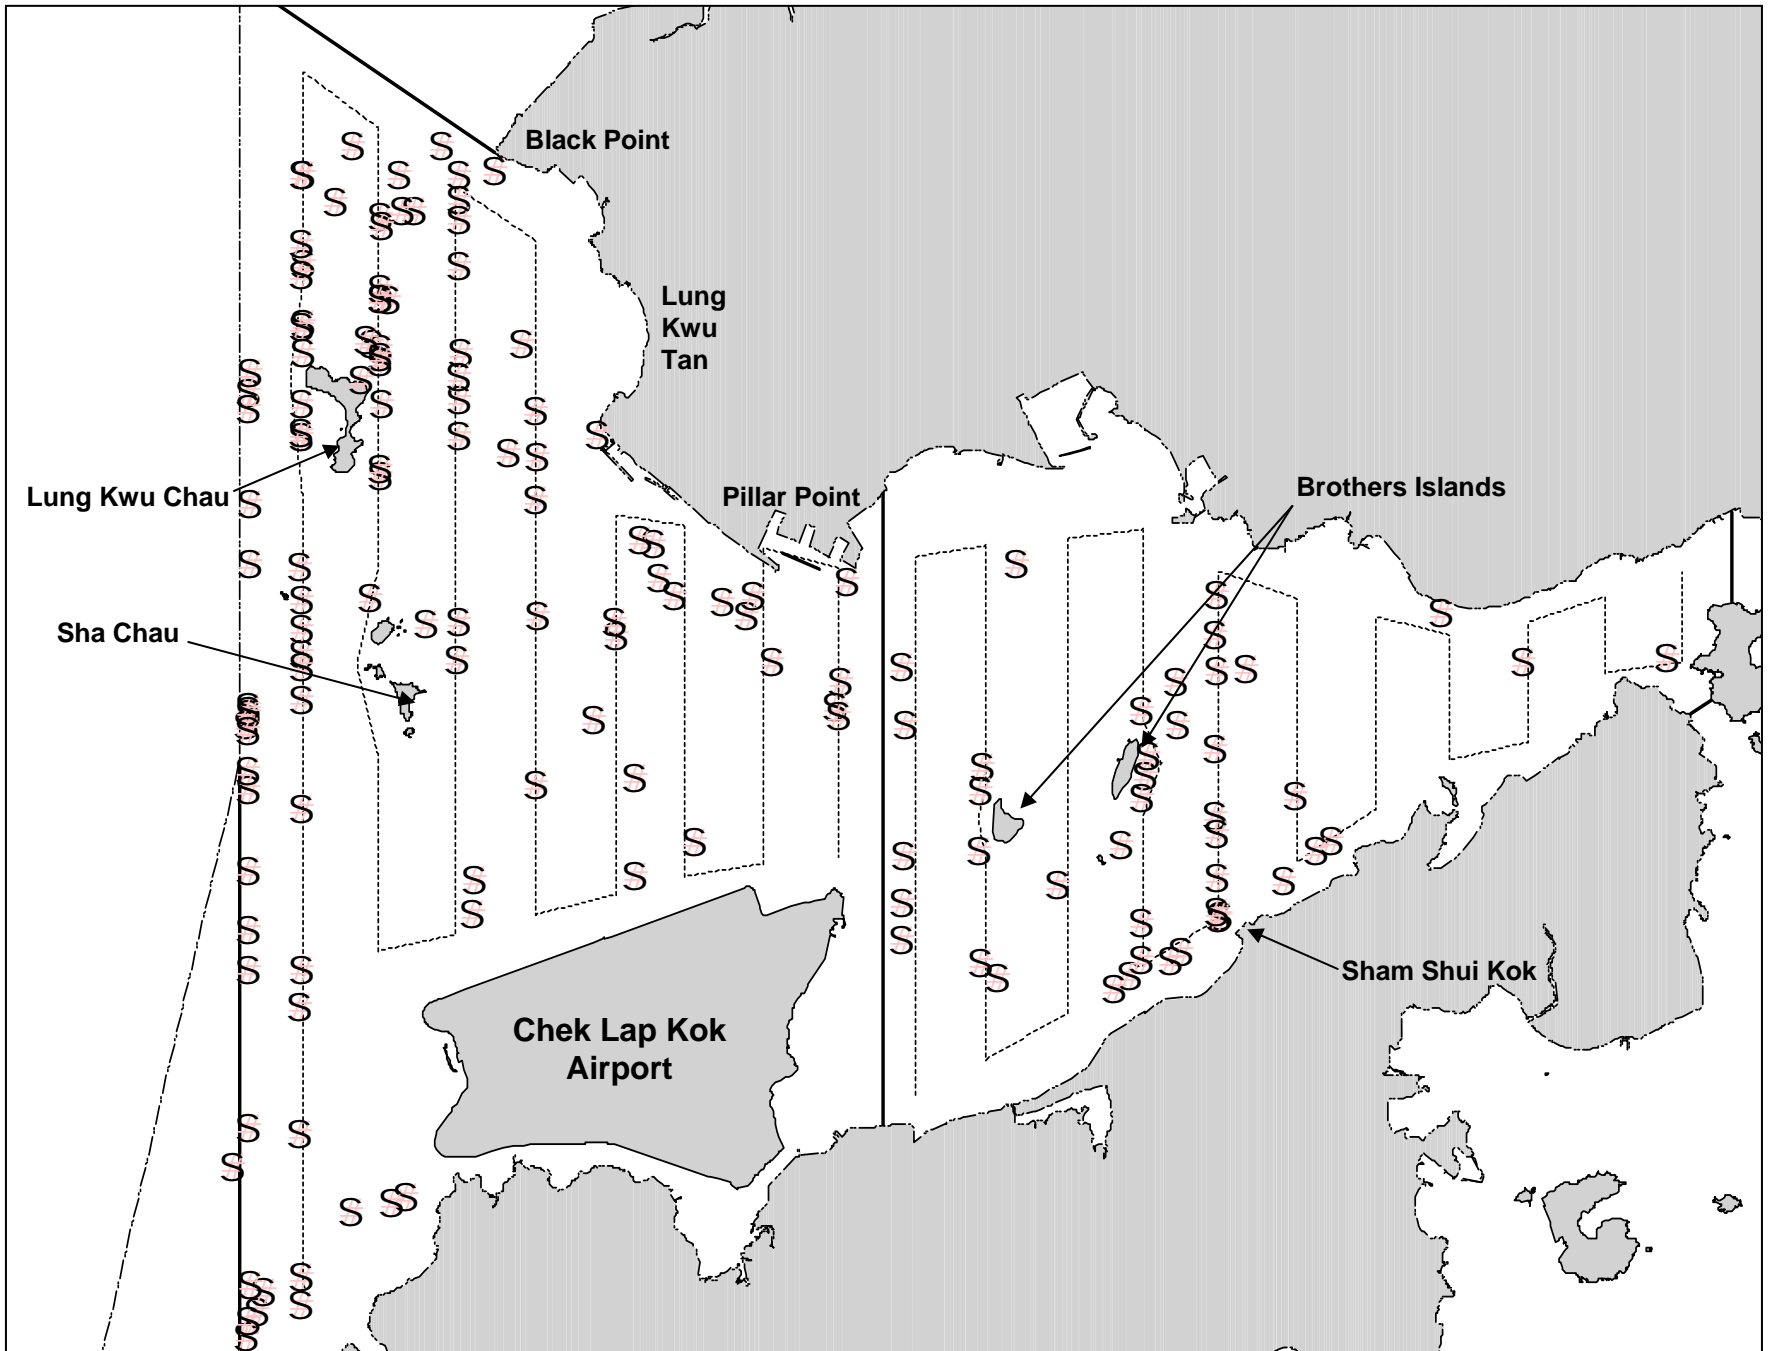 Black Point
Lung
Kwu
Tan
Lung Kwu Chau
Pillar Point
Brothers Islands
Sha Chau
Sham Shui Kok
Chek Lap Kok
Airport